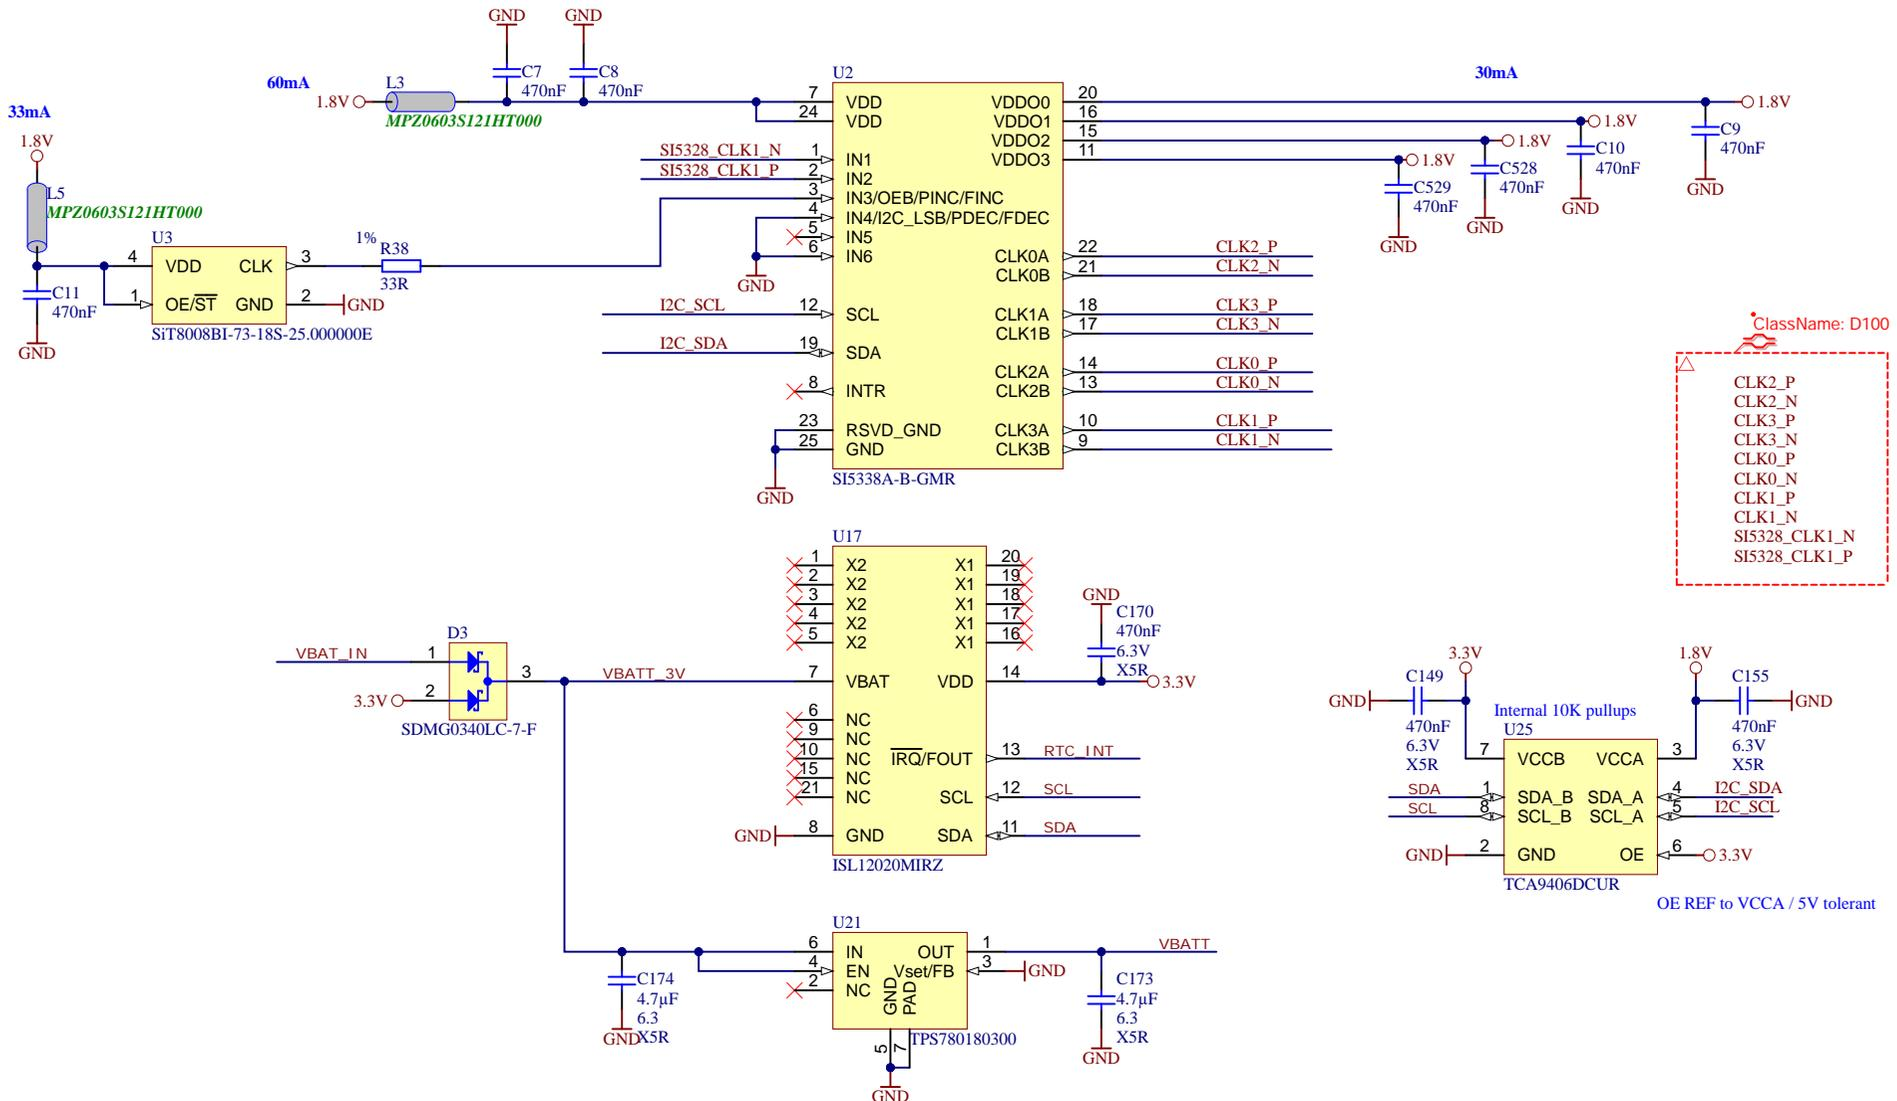 GND
GND
C7
470nF
C8
470nF
60mA
1.8V
L3
MPZ0603S121HT000
33mA
1.8V
L5
MPZ0603S121HT000
C11
470nF
GND
U3
4
VDD
CLK
3
1
OE/ST
GND
2
GND
SiT8008BI-73-18S-25.000000E
1%
R38
33R
U2
7
VDD
24
VDD
SI5328_CLK1_N
1
IN1
SI5328_CLK1_P
2
IN2
3
IN3/OEB/PINC/FINC
4
IN4/I2C_LSB/PDEC/FDEC
5
IN5
6
IN6
GND
I2C_SCL
12
SCL
I2C_SDA
19
SDA
8
INTR
23
RSVD_GND
25
GND
GND
VDDO0
20
VDDO1
16
VDDO2
15
VDDO3
11
CLK0A
22
CLK2_P
CLK0B
21
CLK2_N
CLK1A
18
CLK3_P
CLK1B
17
CLK3_N
CLK2A
14
CLK0_P
CLK2B
13
CLK0_N
CLK3A
10
CLK1_P
CLK3B
9
CLK1_N
SI5338A-B-GMR
30mA
1.8V
C9
470nF
GND
1.8V
C10
470nF
GND
1.8V
C528
470nF
GND
1.8V
C529
470nF
GND
ClassName: D100
CLK2_P
CLK2_N
CLK3_P
CLK3_N
CLK0_P
CLK0_N
CLK1_P
CLK1_N
SI5328_CLK1_N
SI5328_CLK1_P
U17
1
X2
2
X2
3
X2
4
X2
5
X2
X1
20
X1
19
X1
18
X1
17
X1
16
7
VBAT
VDD
14
6
NC
9
NC
10
NC
15
NC
21
NC
8
GND
GND
IRQ/FOUT
13
RTC_INT
SCL
12
SCL
SDA
11
SDA
ISL12020MIRZ
GND
C170
470nF
6.3V
X5R
3.3V
D3
VBAT_IN
1
3.3V
2
3
VBATT_3V
SDMG0340LC-7-F
U21
6
IN
4
EN
2
NC
OUT
1
VBATT
Vset/FB
3
GND
GND
PAD
5
7
GND
TPS780180300
C174
4.7µF
6.3
X5R
GND
C173
4.7µF
6.3
X5R
GND
3.3V
GND
C149
470nF
6.3V
X5R
1.8V
C155
470nF
6.3V
X5R
GND
Internal 10K pullups
U25
7
VCCB
VCCA
3
SDA
1
SDA_B
SDA_A
4
I2C_SDA
SCL
8
SCL_B
SCL_A
5
I2C_SCL
GND
2
GND
OE
6
3.3V
TCA9406DCUR
OE REF to VCCA / 5V tolerant